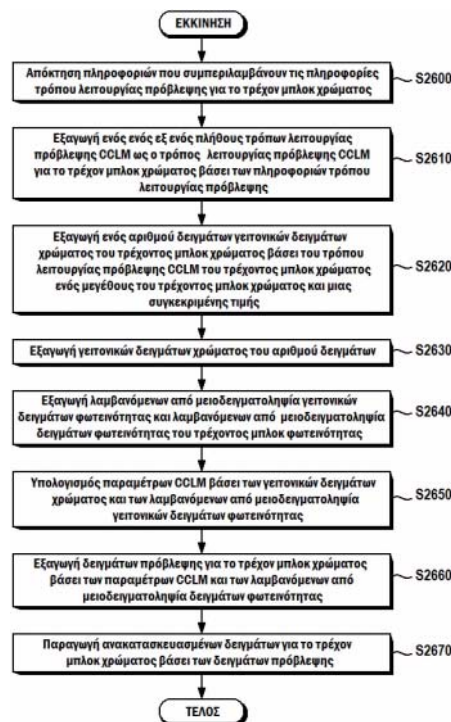 ΕΚΚΙΝΗΣΗ
Απόκτηση πληροφοριών που συμπεριλαμβάνουν τις πληροφορίες
τρόπου λειτουργίας πρόβλεψης για το τρέχον μπλοκ χρώματος
S2600
Εξαγωγή ενός ενός εξ ενός πλήθους τρόπων λειτουργίας
πρόβλεψης CCLM ως ο τρόπος λειτουργίας πρόβλεψης CCLM
για το τρέχον μπλοκ χρώματος βάσει των πληροφοριών τρόπου
λειτουργίας πρόβλεψης
S2610
Εξαγωγή ενός αριθμού δειγμάτων γειτονικών δειγμάτων
χρώματος του τρέχοντος μπλοκ χρώματος βάσει του τρόπου
λειτουργίας πρόβλεψης CCLM του τρέχοντος μπλοκ χρώματος
ενός μεγέθους του τρέχοντος μπλοκ χρώματος και μιας
συγκεκριμένης τιμής
S2620
Εξαγωγή γειτονικών δειγμάτων χρώματος του αριθμού δειγμάτων
S2630
Εξαγωγή λαμβανόμενων από μειοδειγματοληψία γειτονικών
δειγμάτων φωτεινότητας και λαμβανόμενων από μειοδειγματοληψία
δειγμάτων φωτεινότητας του τρέχοντος μπλοκ φωτεινότητας
S2640
Υπολογισμός παραμέτρων CCLM βάσει των γειτονικών δειγμάτων
χρώματος και των λαμβανόμενων από μειοδειγματοληψία
γειτονικών δειγμάτων φωτεινότητας
S2650
Εξαγωγή δειγμάτων πρόβλεψης για το τρέχον μπλοκ χρώματος
βάσει των παραμέτρων CCLM και των λαμβανόμενων από
μειοδειγματοληψία δειγμάτων φωτεινότητας
S2660
Παραγωγή ανακατασκευασμένων δειγμάτων για το τρέχον
μπλοκ χρώματος βάσει των δειγμάτων πρόβλεψης
S2670
ΤΕΛΟΣ